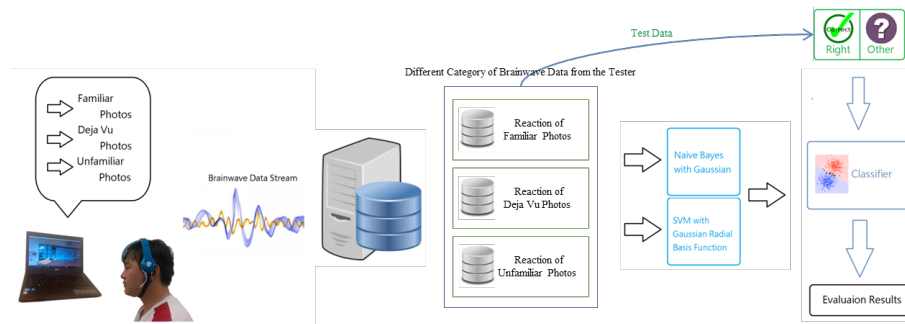 Familiar
Photos
Deja Vu
Photos
Unfamiliar
Photos
Brainwave Data Stream
Different Category of Brainwave Data from the Tester
Reaction of
Familiar Photos
Reaction of
Deja Vu Photos
Reaction of
Unfamiliar Photos
Naive Bayes
with Gaussian
SVM with
Gaussian Radial
Basis Function
Test Data
Right
Other
?
Classifier
Evaluaion Results